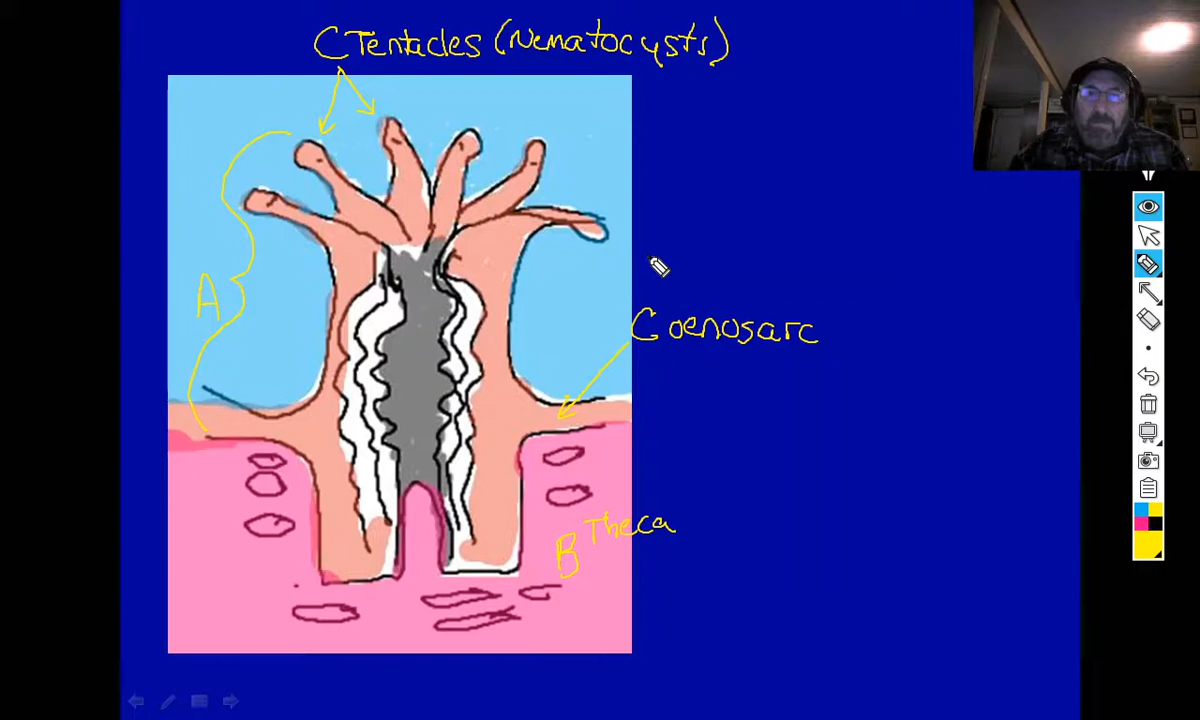 C Tentacles (Nematocysts)
A
Coenosarc
Theca
B